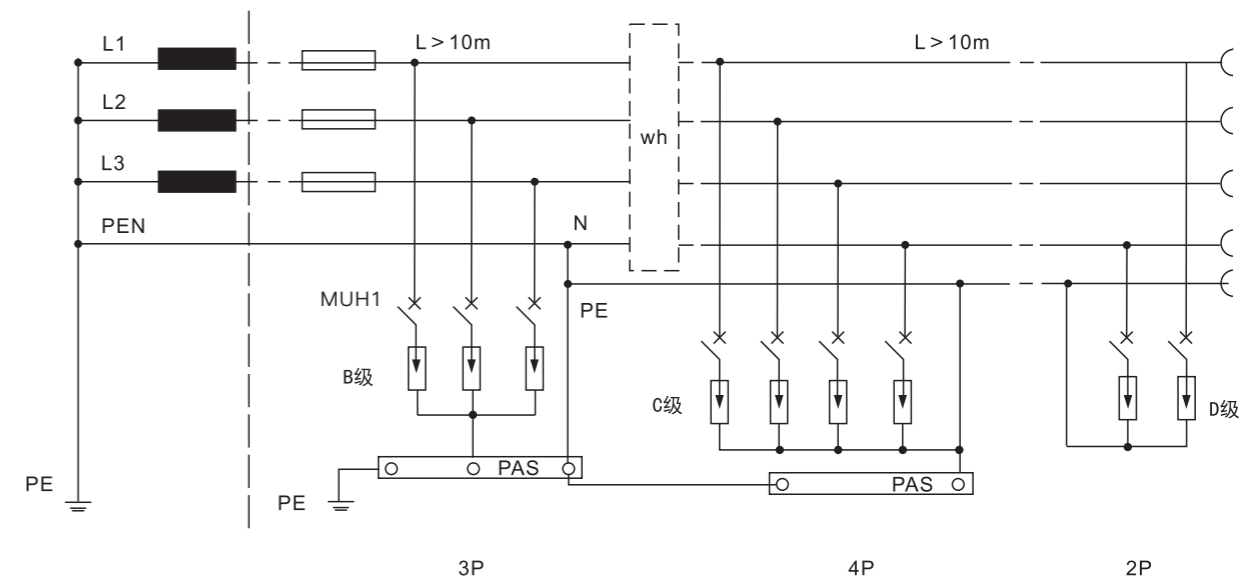 L1
L > 10m
L > 10m
L2
wh
L3
PEN
N
MUH1
PE
B级
C级
D级
PAS
PE
PAS
PE
3P
4P
2P